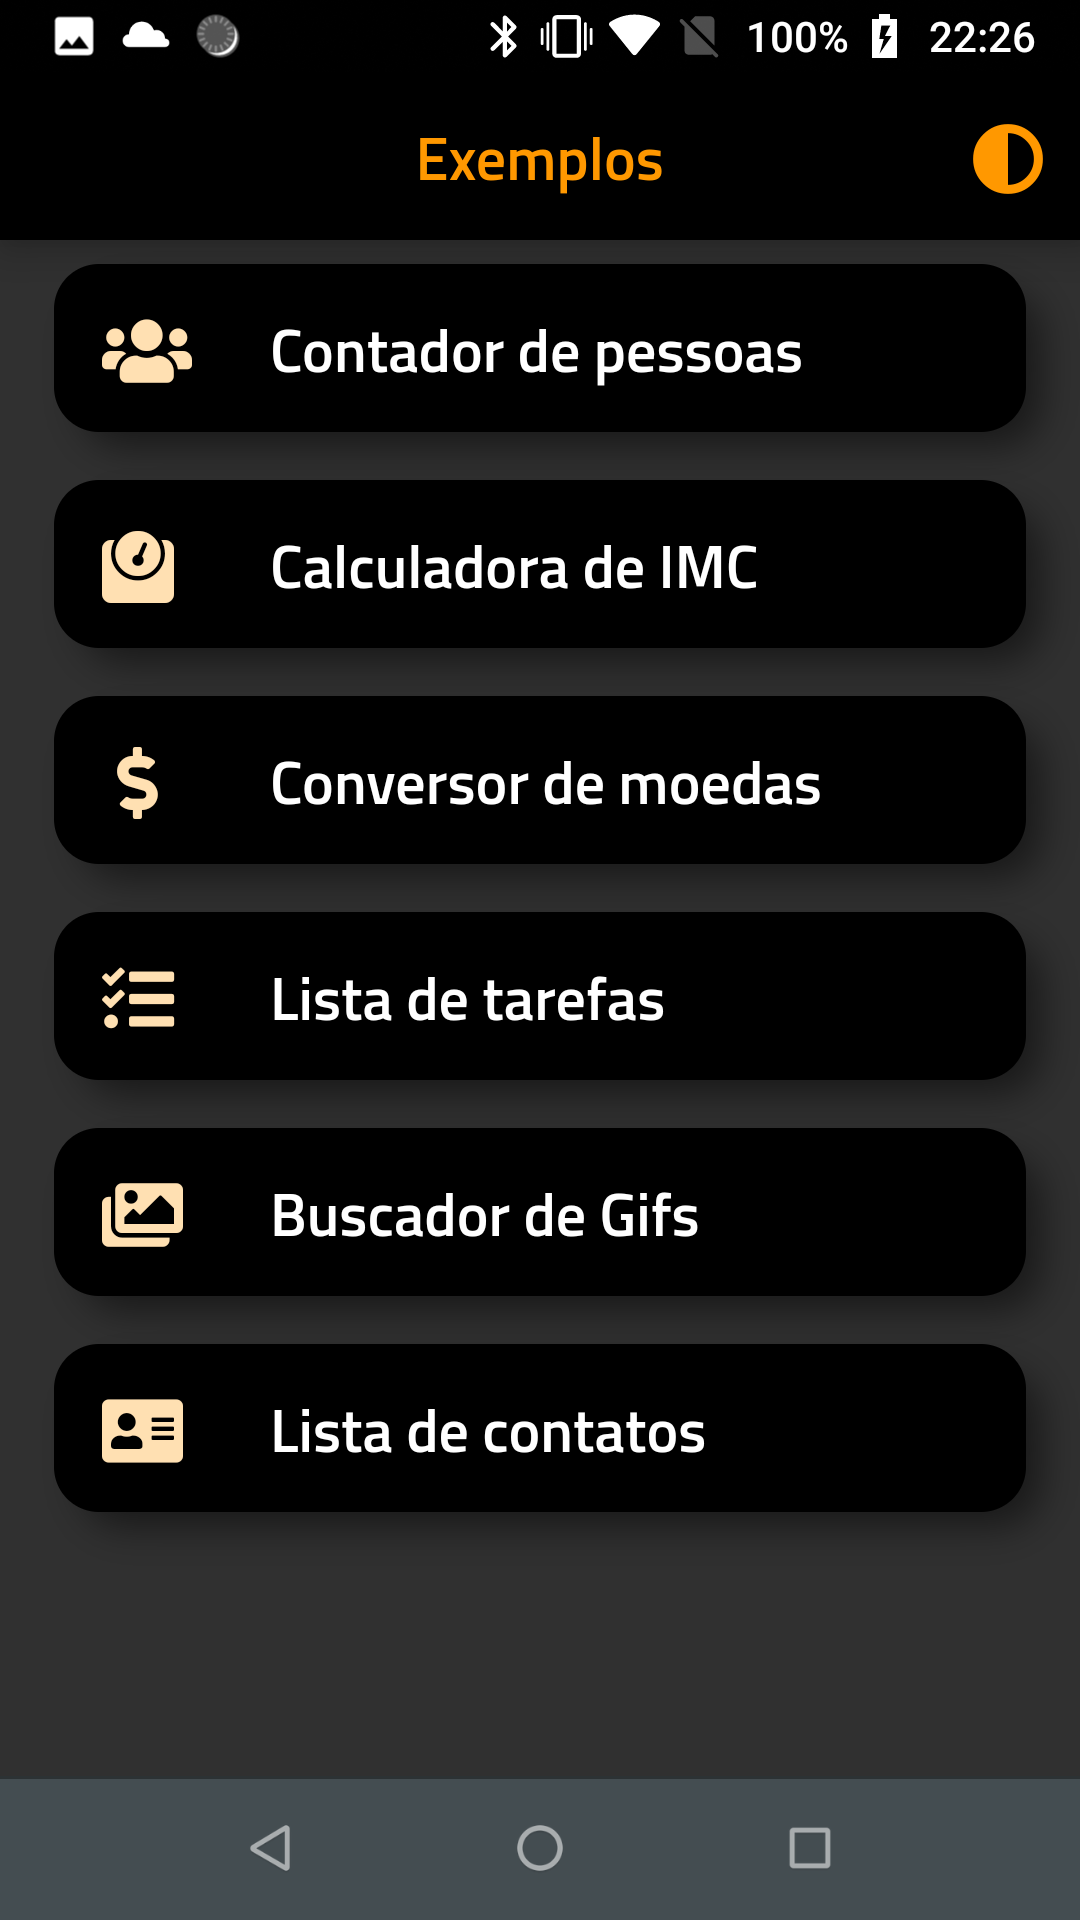 100% 22:26
Exemplos
Contador de pessoas
Calculadora de IMC
Conversor de moedas
Lista de tarefas
Buscador de Gifs
Lista de contatos